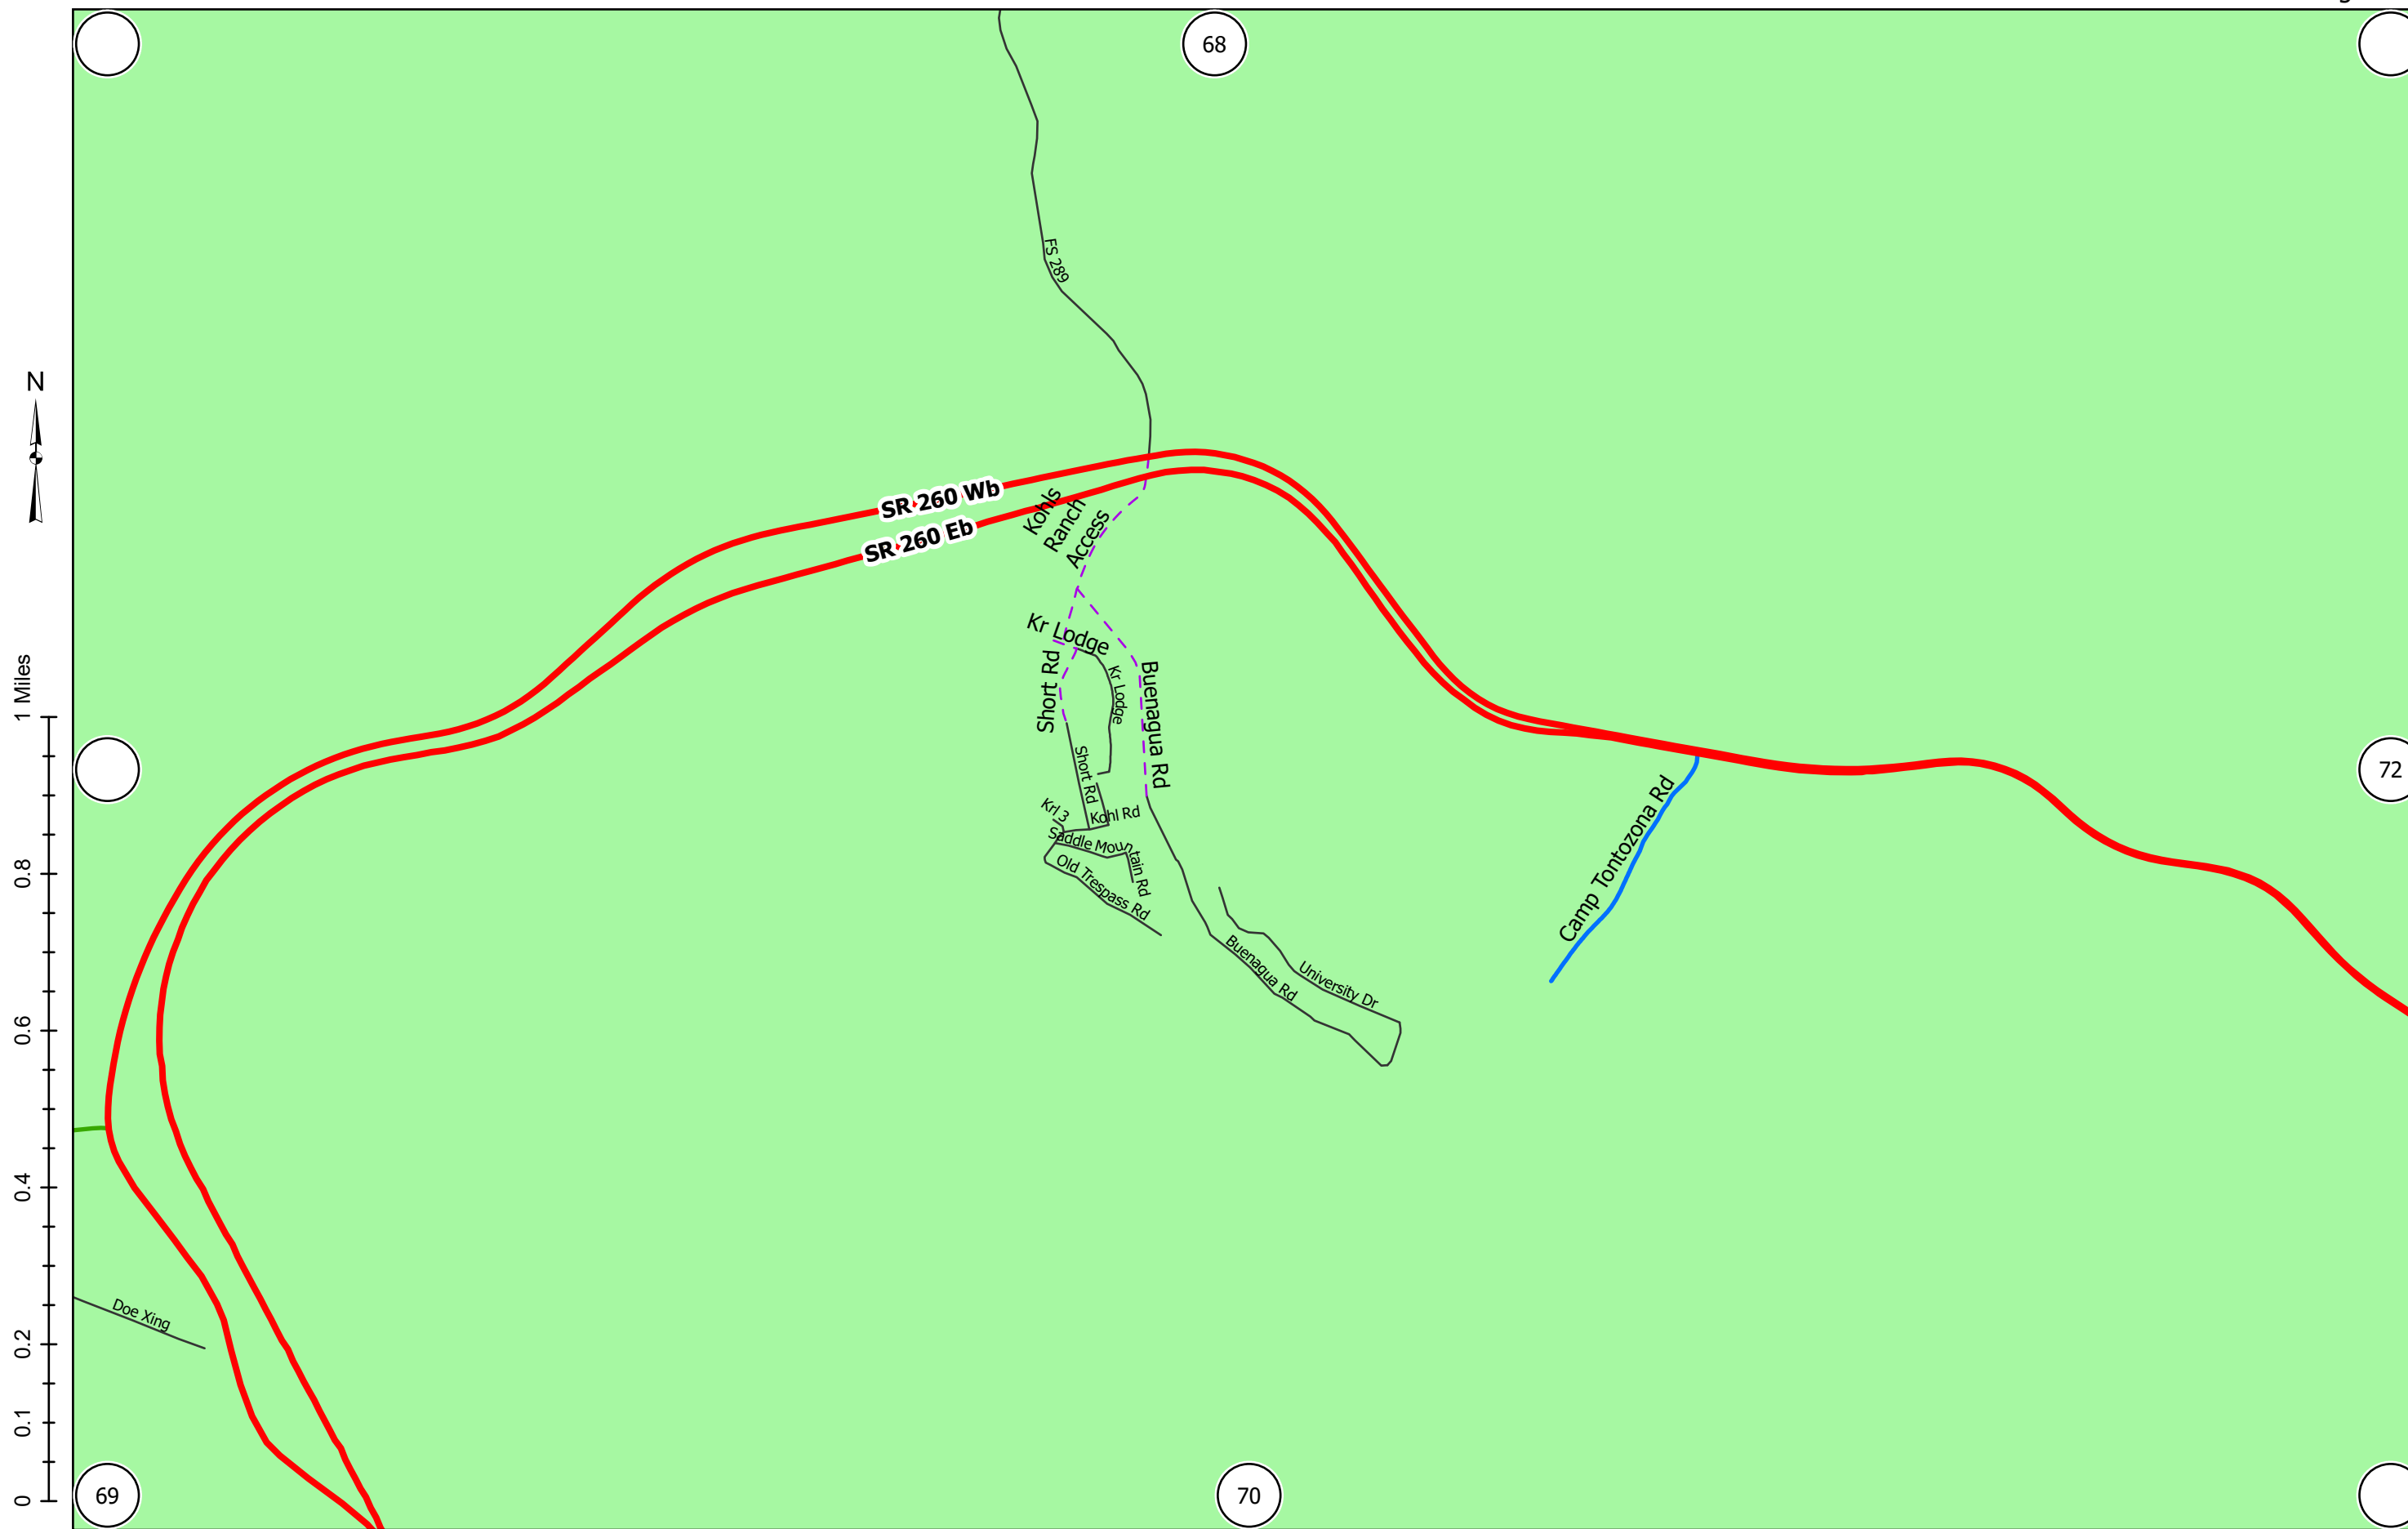 68
FS 289
N
SR 260 Wb
SR 260 Eb
Kohls
Ranch
Access
Kr Lodge
Short Rd
Kr Lodge
Buenagua Rd
1 Miles
72
Short Rd
Camp Tontozona Rd
Krl 3
Kohl Rd
Saddle Mountain Rd
Old Trespass Rd
0.8
Buenagua Rd
University Dr
0.6
0.4
Doe Xing
0.2
0.1
0
69
70